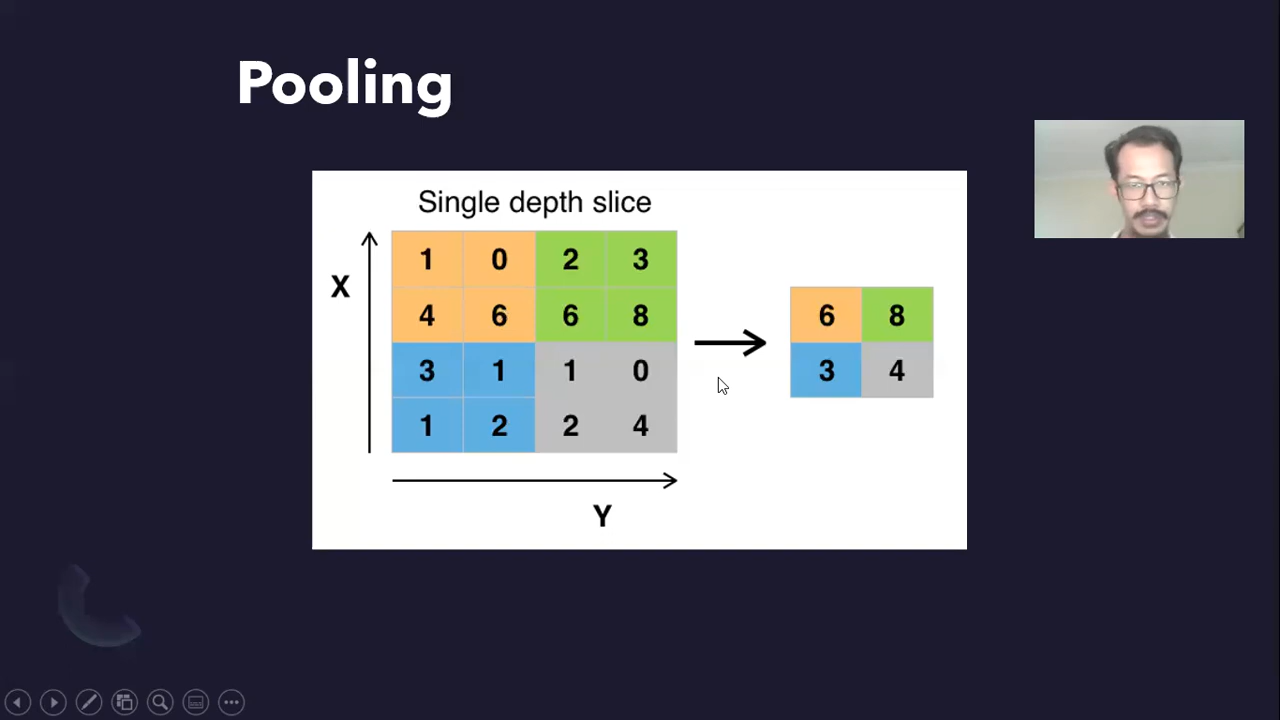 Pooling
Single depth slice
X
1 0 2 3
4 6 6 8
3 1 1 0
1 2 2 4
Y
6 8
3 4